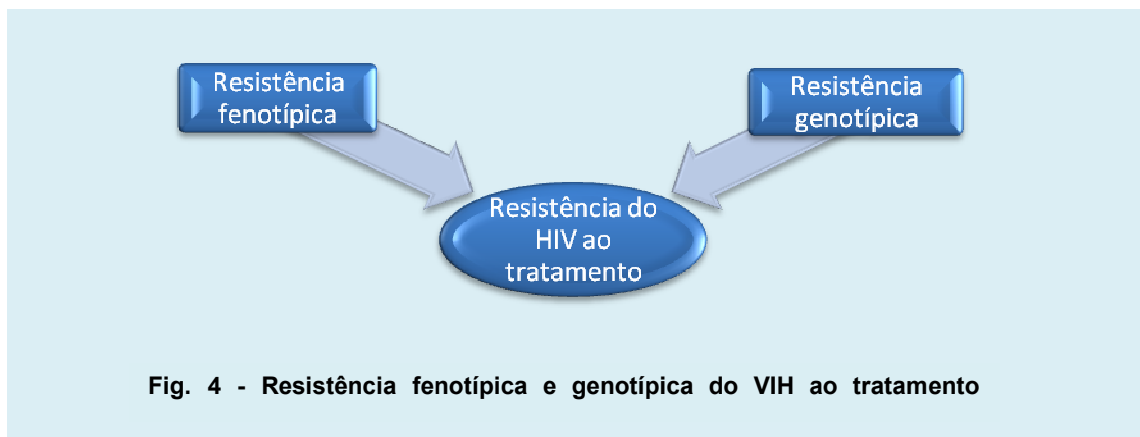 Resistência
fenotípica
Resistência
genotípica
Resistência do
HIV ao
tratamento
Fig. 4 - Resistência fenotípica e genotípica do VIH ao tratamento